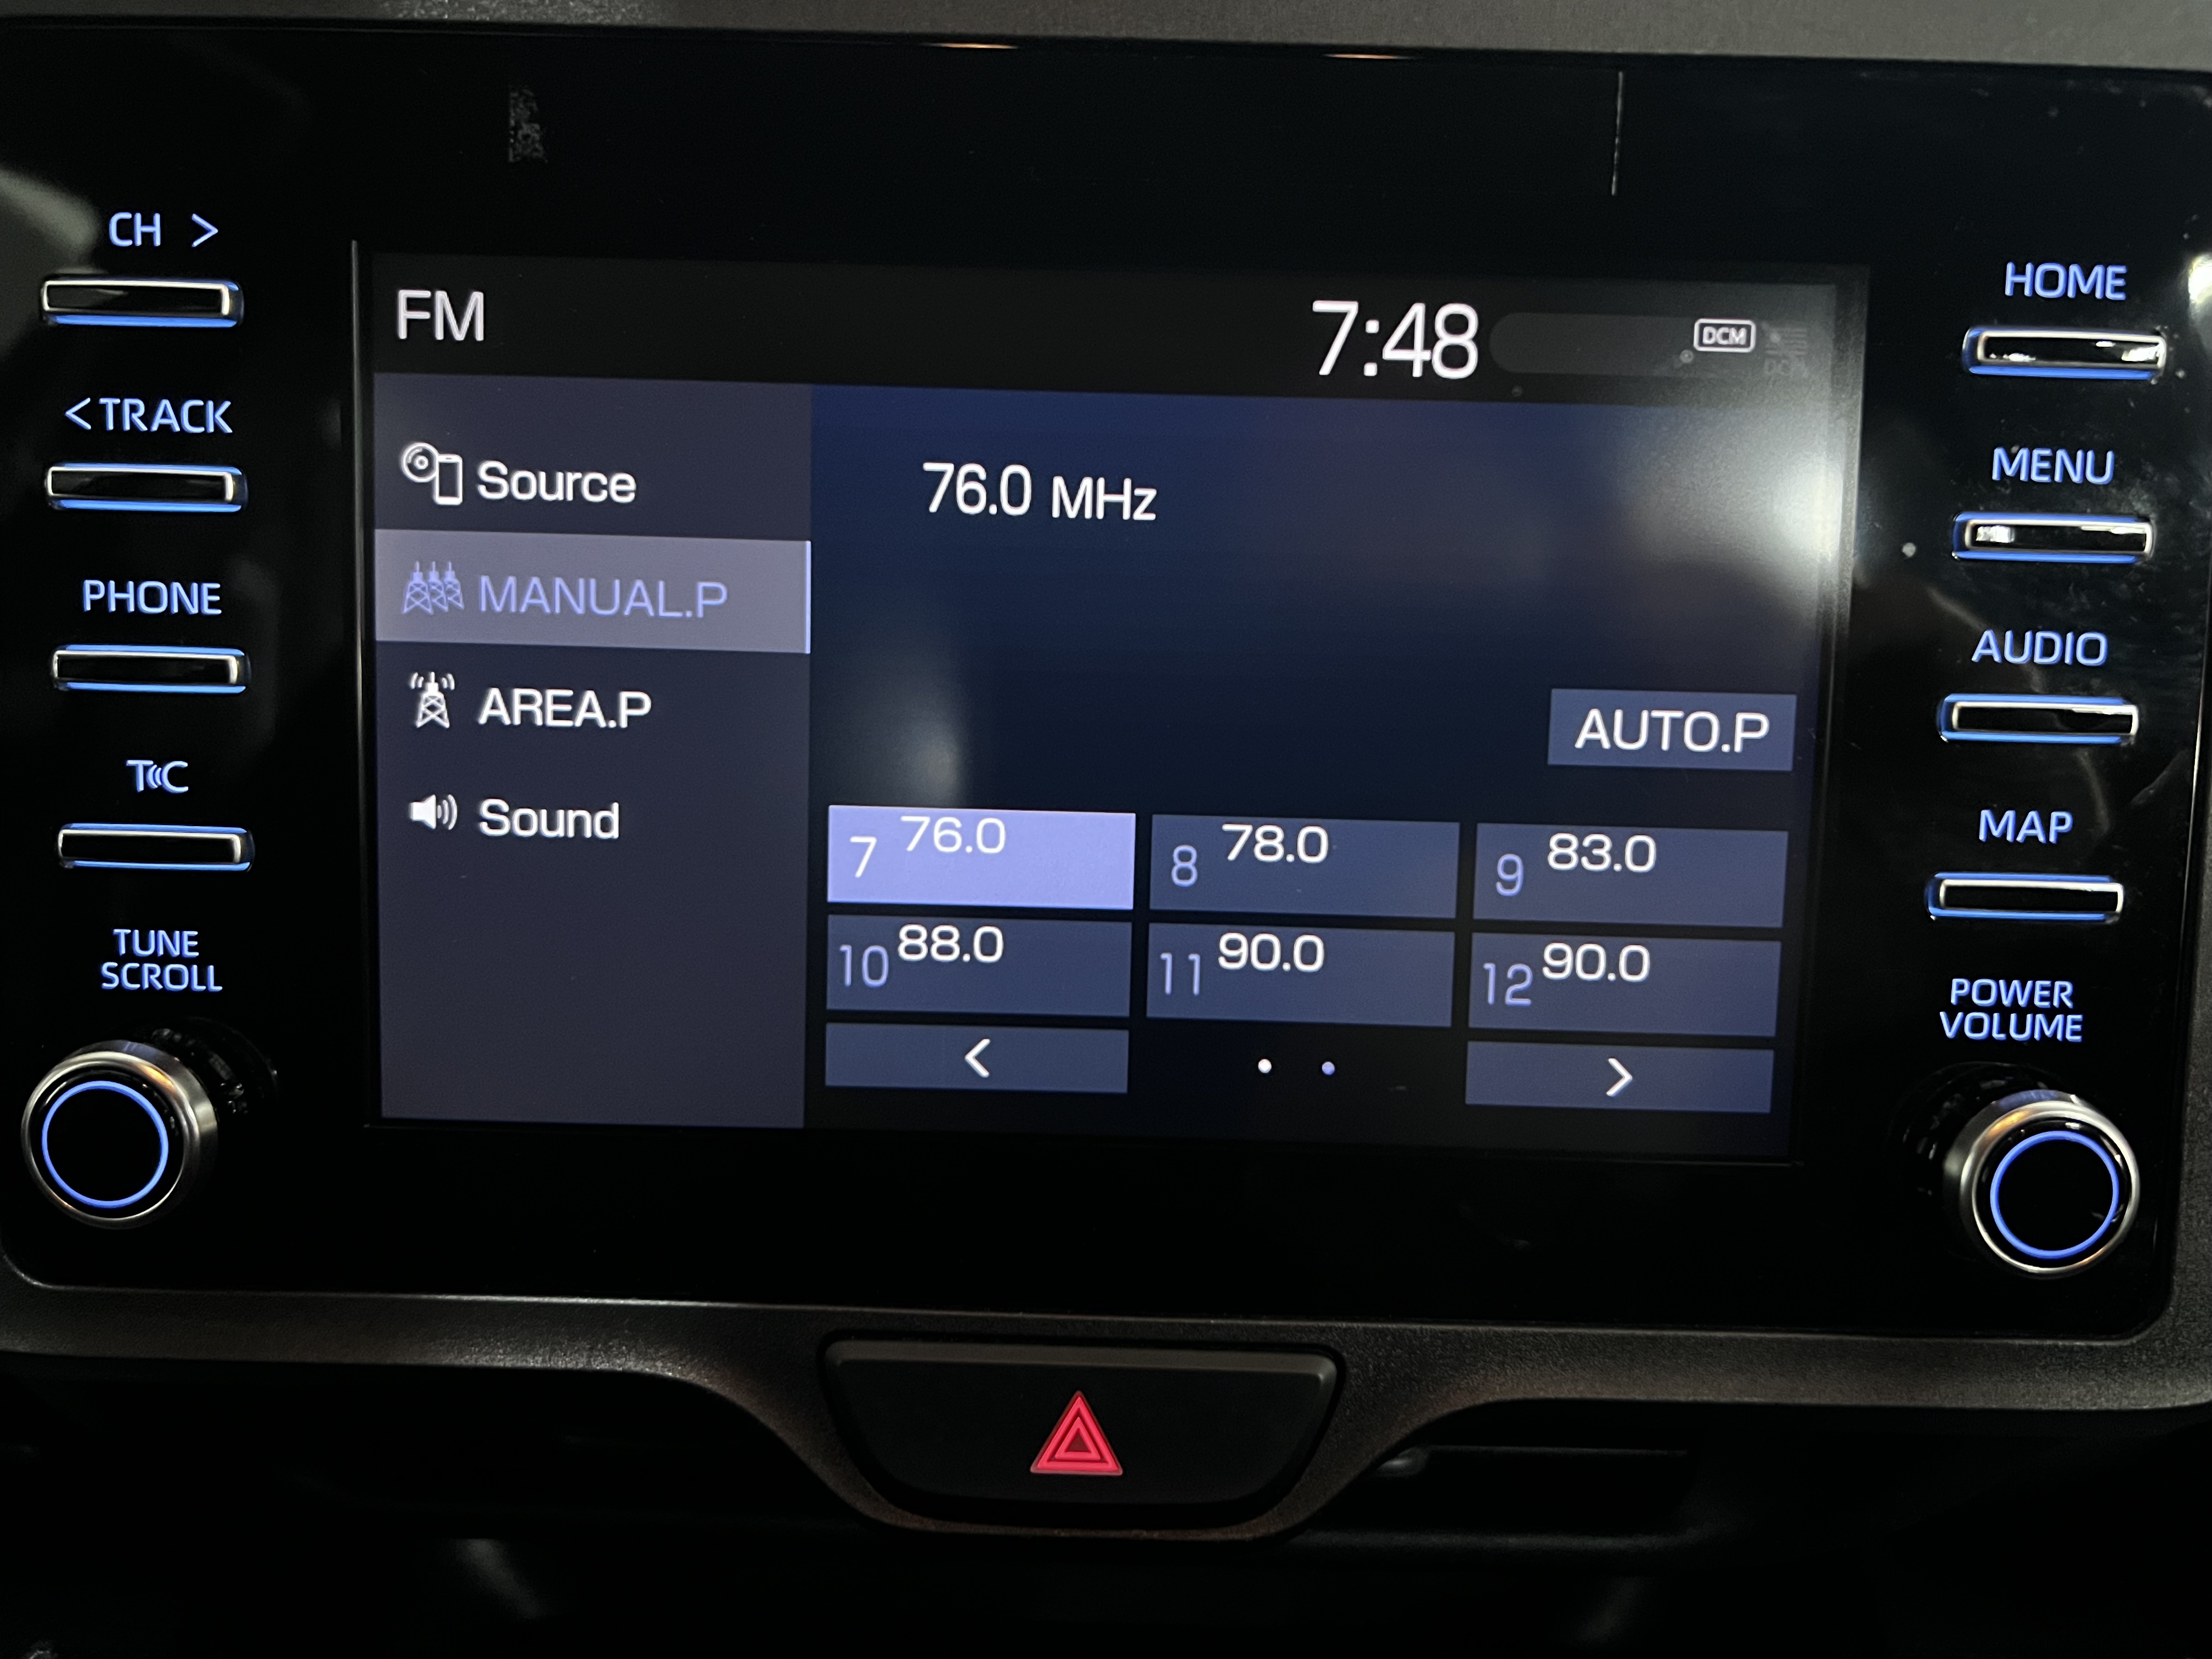 CH >
< TRACK
PHONE
T((C
TUNE
SCROLL
FM
7:48
DCM
Source
MANUAL.P
AREA.P
Sound
76.0 MHz
AUTO.P
7 76.0
8 78.0
9 83.0
10 88.0
11 90.0
12 90.0
<
>
HOME
MENU
AUDIO
MAP
POWER
VOLUME